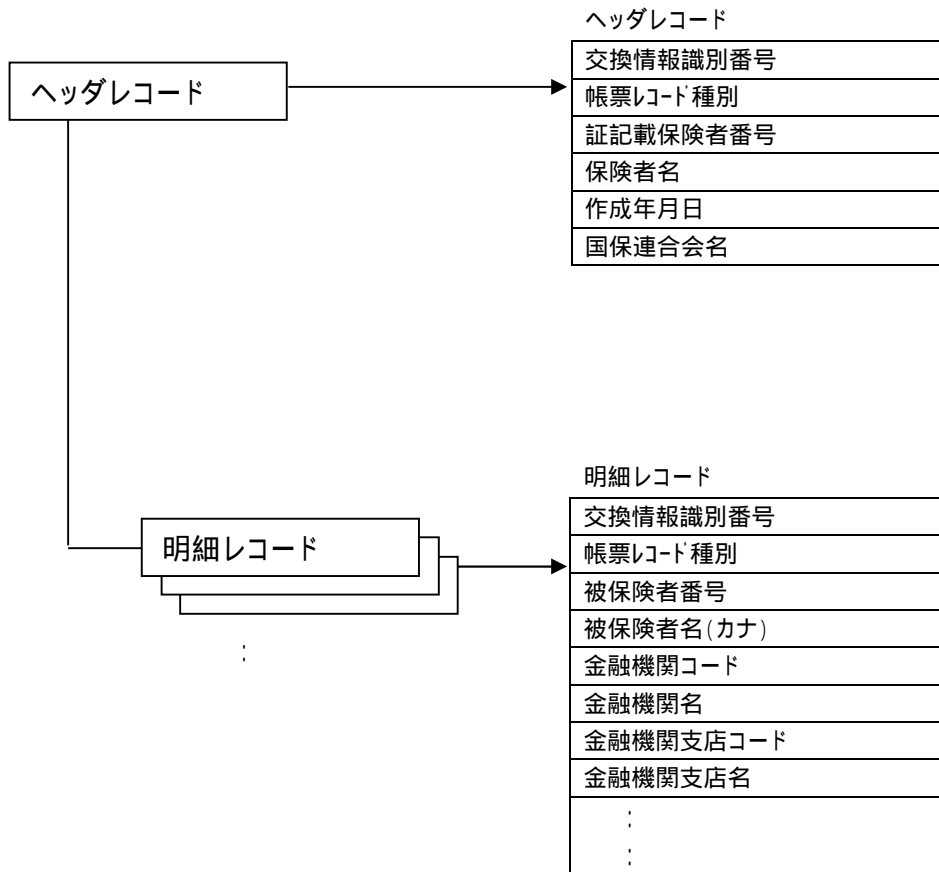 ヘッダレコード
ヘッダレコード
交換情報識別番号
帳票ﾚｺｰﾄﾞ種別
証記載保険者番号
保険者名
作成年月日
国保連合会名
明細レコード
:
明細レコード
交換情報識別番号
帳票ﾚｺｰﾄﾞ種別
被保険者番号
被保険者名(カナ)
金融機関コード
金融機関名
金融機関支店コード
金融機関支店名
:
: